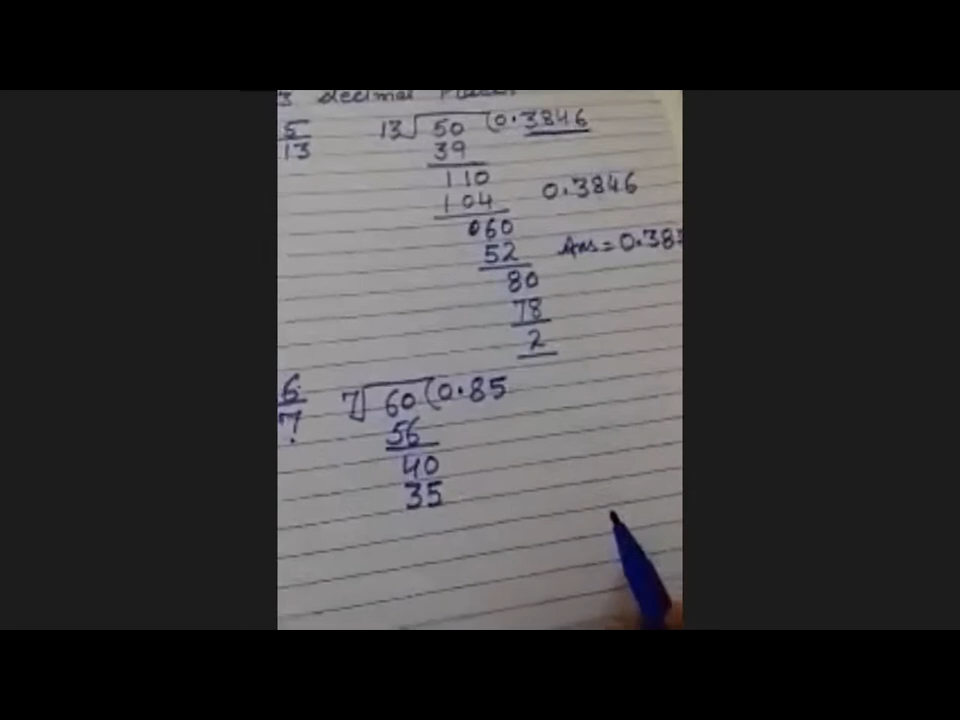 3 decimal
5/13 13√50 (0.3846
39
110
104 0.3846
060
52 Ans = 0.38
80
78
2
6/7 7√60 (0.85
56
40
35